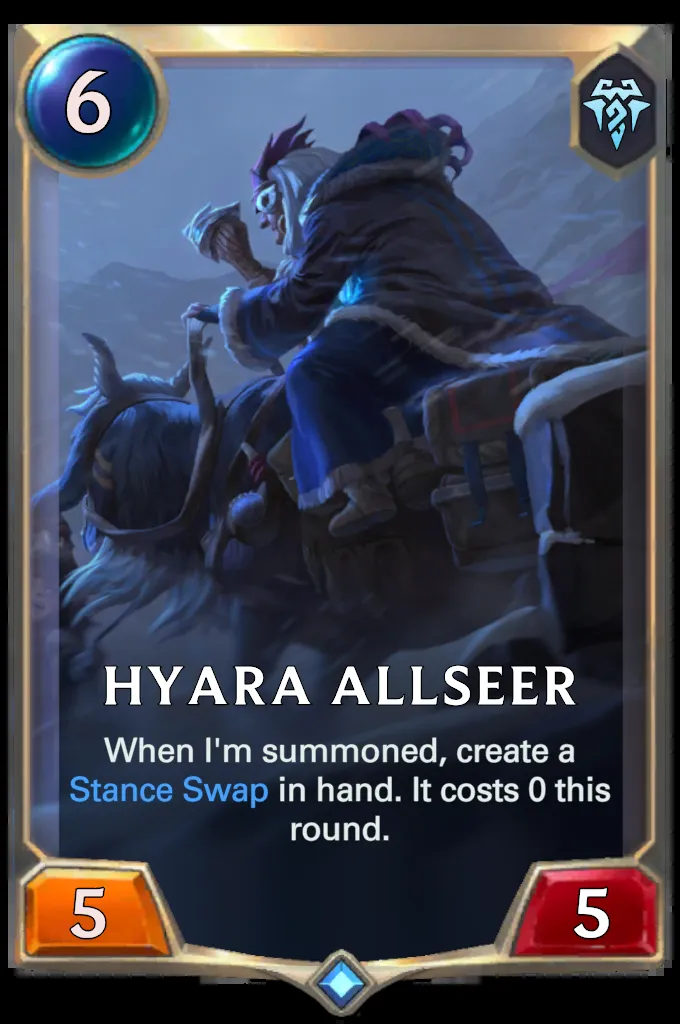 6
HYARA ALLSEER
When I'm summoned, create a
Stance Swap in hand. It costs 0 this
round.
5
5